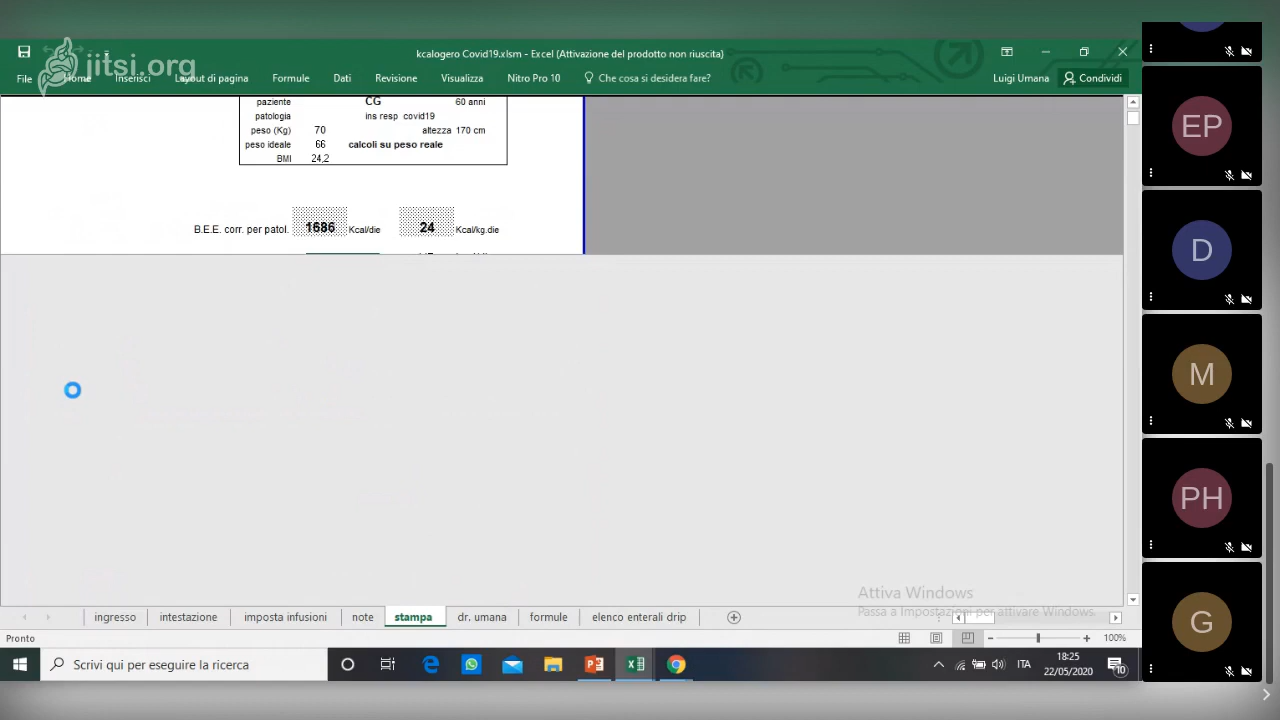 jitsi.org
kcalogero Covid19.xlsm - Excel (Attivazione del prodotto non riuscita)
File Home Inserisci Layout di pagina Formule Dati Revisione Visualizza Nitro Pro 10 Che cosa si desidera fare? Luigi Umana Condividi
paziente CG 60 anni
patologia ins resp covid19
peso (Kg) 70 altezza 170 cm
peso ideale 66 calcoli su peso reale
BMI 24,2
B.E.E. corr. per patol. 1686 Kcal/die 24 Kcal/kg.die
EP
D
M
PH
G
Attiva Windows
Passa a Impostazioni per attivare Windows.
ingresso intestazione imposta infusioni note stampa dr. umana formule elenco enterali drip
Pronto 100%
Scrivi qui per eseguire la ricerca ITA 18:25
22/05/2020 10